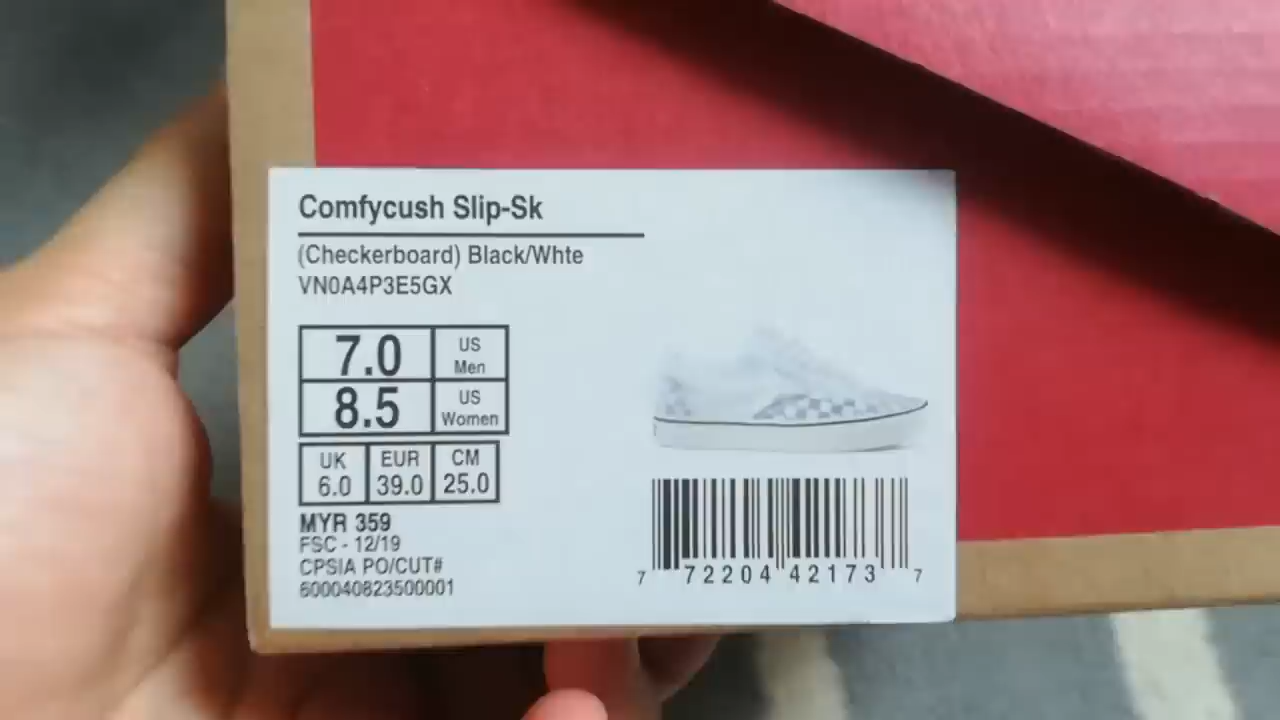 Comfycush Slip-Sk
(Checkerboard) Black/Whte
VN0A4P3E5GX
7.0 US Men
8.5 US Women
UK EUR CM
6.0 39.0 25.0
MYR 359
FSC - 12/19
CPSIA PO/CUT#
600040823500001
7 72204 42173 7